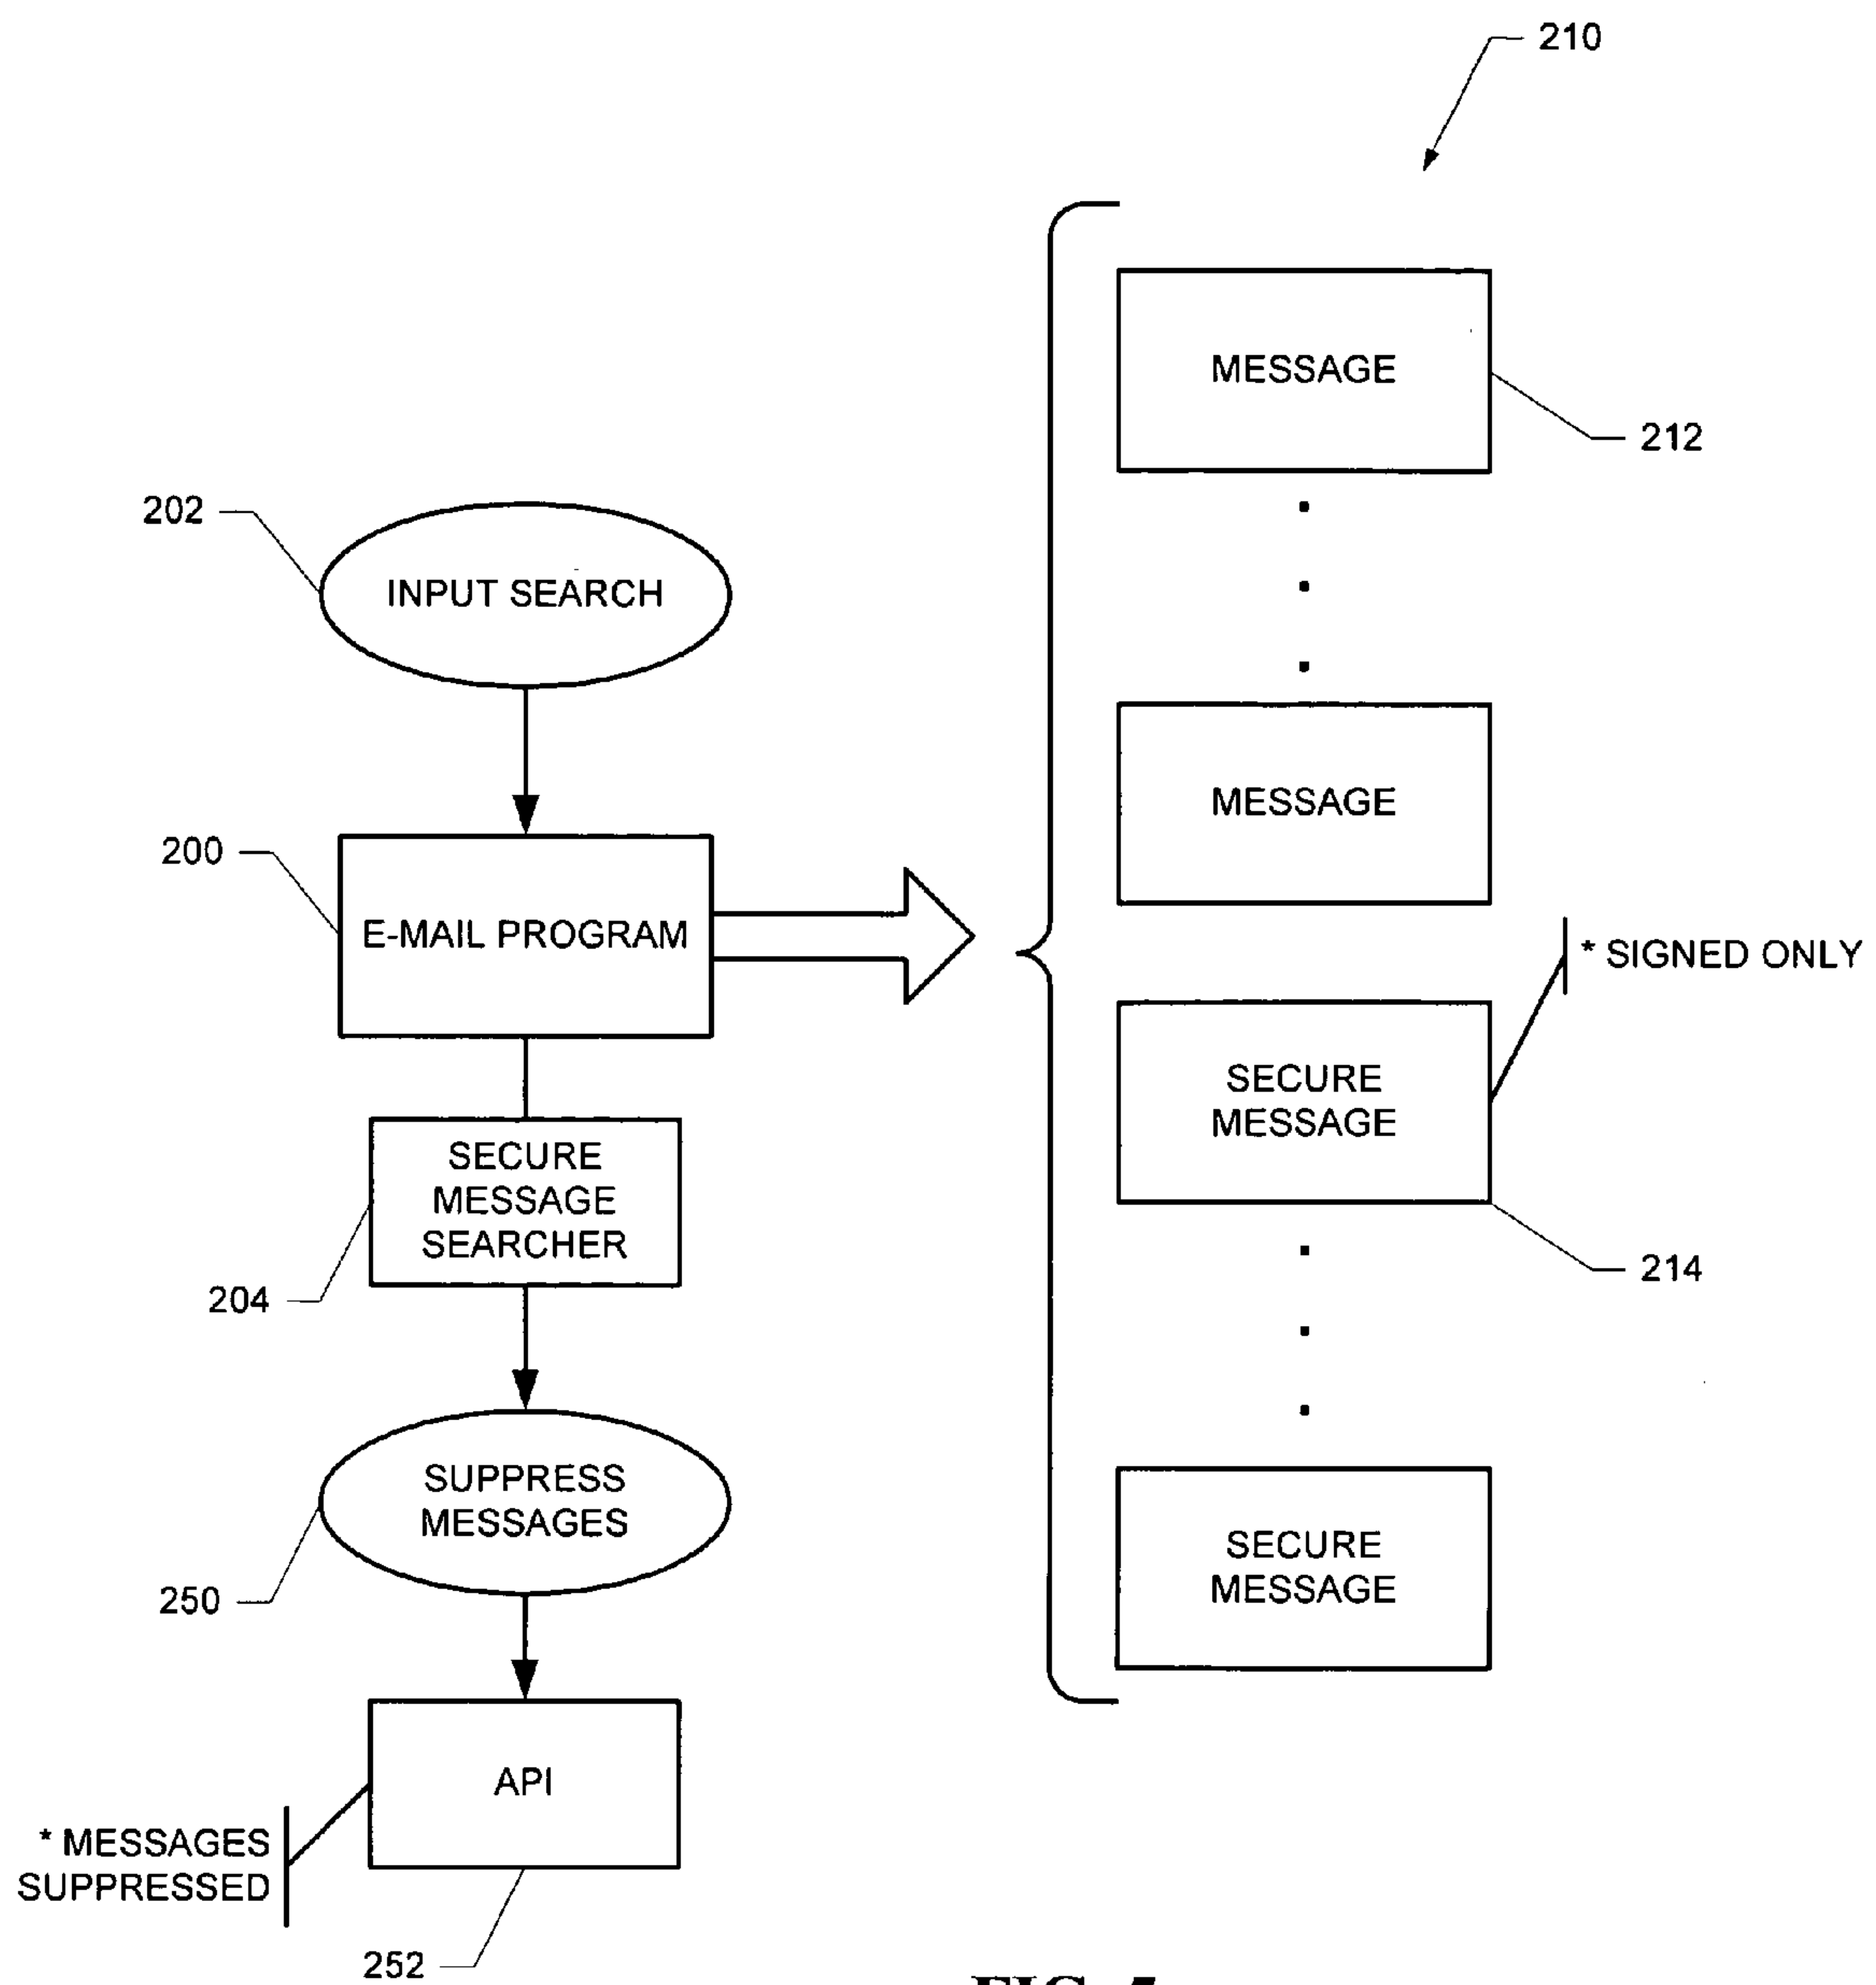 210
MESSAGE
212
202
INPUT SEARCH
MESSAGE
200
E-MAIL PROGRAM
* SIGNED ONLY
SECURE
MESSAGE
SECURE
MESSAGE
SEARCHER
204
214
SUPPRESS
MESSAGES
250
SECURE
MESSAGE
API
* MESSAGES
SUPPRESSED
252